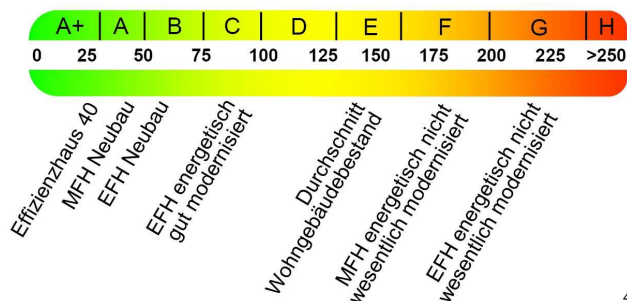 A+ A B C D E F G H
0 25 50 75 100 125 150 175 200 225 >250
Effizienzhaus 40
MFH Neubau
EFH Neubau
EFH energetisch
gut modernisiert
Durchschnitt
Wohngebäudebestand
MFH energetisch nicht
wesentlich modernisiert
EFH energetisch nicht
wesentlich modernisiert